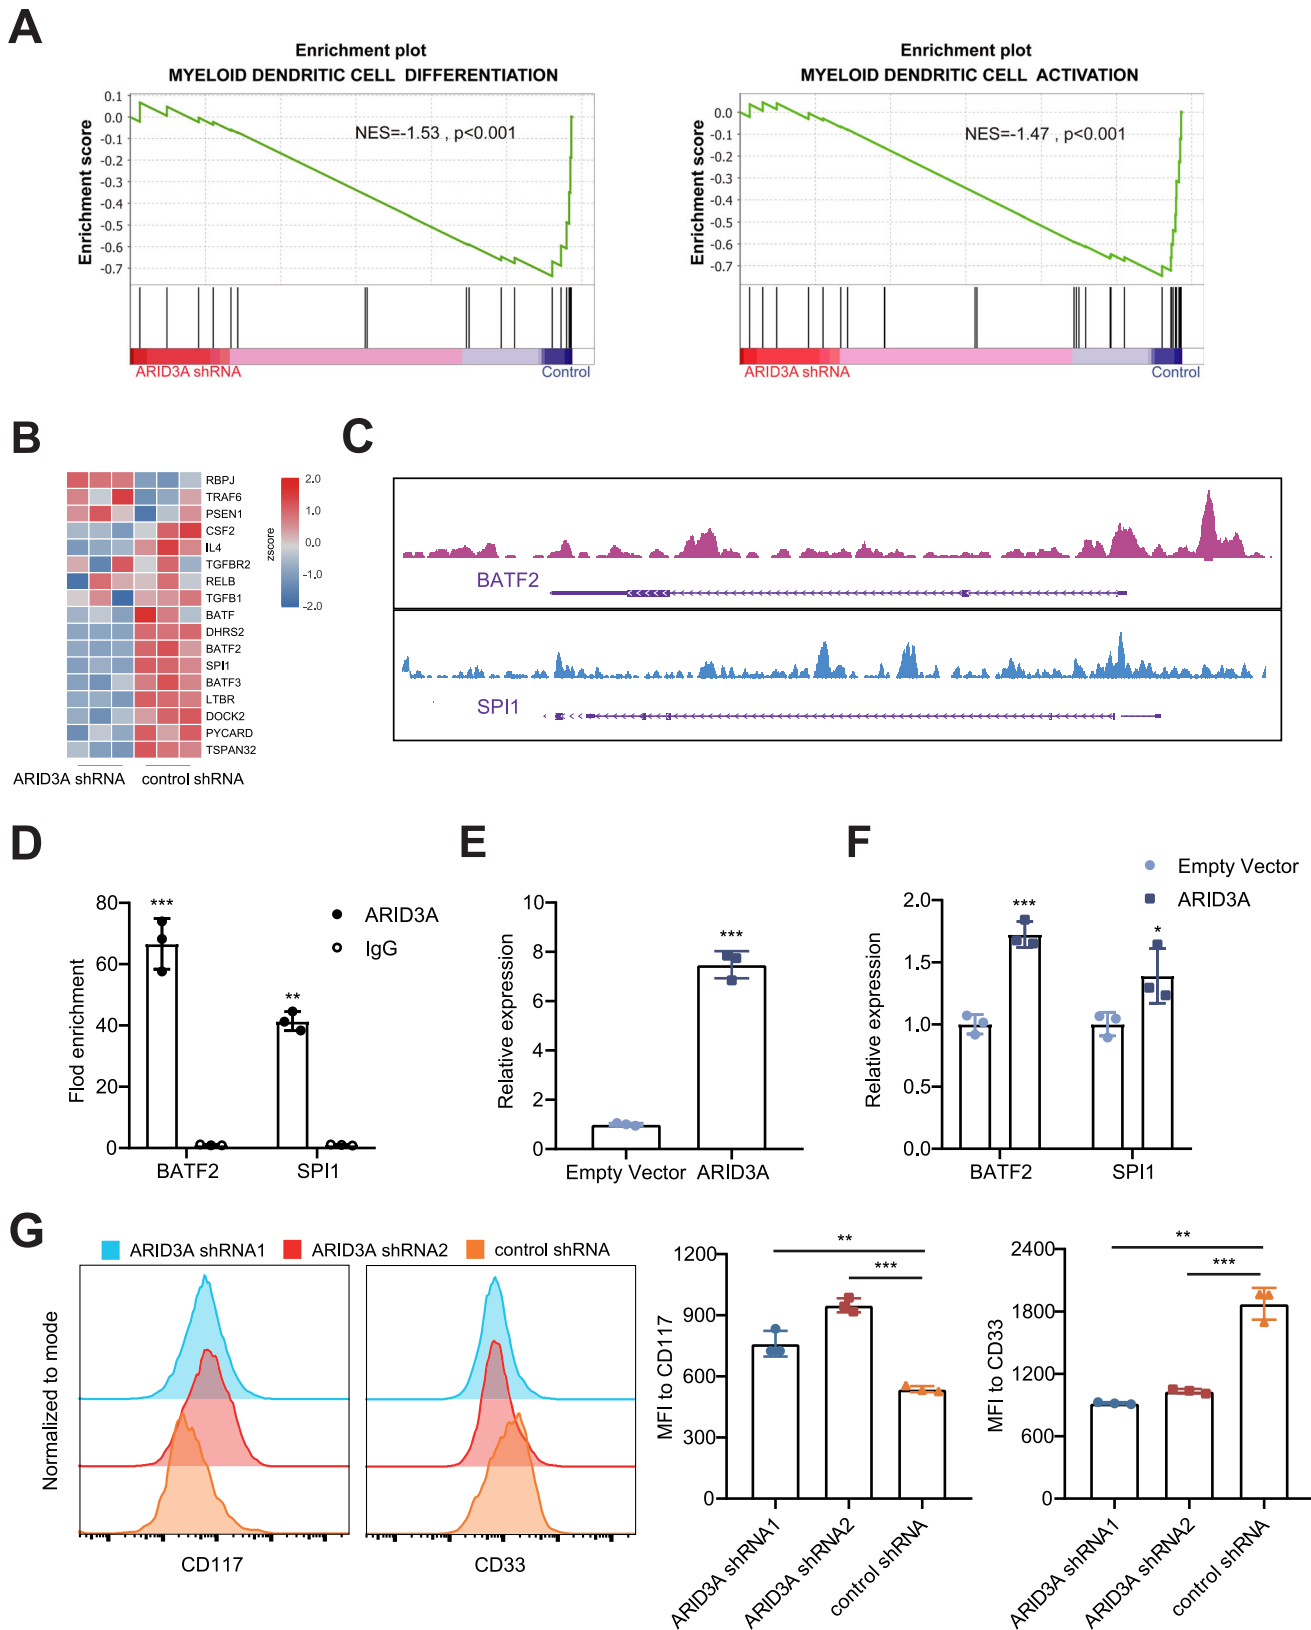 A
Enrichment plot
MYELOID DENDRITIC CELL DIFFERENTIATION
Enrichment score
0.1
0.0
-0.1
-0.2
-0.3
-0.4
-0.5
-0.6
-0.7
NES=-1.53 , p<0.001
ARID3A shRNA
Control
Enrichment plot
MYELOID DENDRITIC CELL ACTIVATION
Enrichment score
0.0
-0.1
-0.2
-0.3
-0.4
-0.5
-0.6
-0.7
NES=-1.47 , p<0.001
ARID3A shRNA
Control
B
RBPJ
TRAF6
PSEN1
CSF2
IL4
TGFBR2
RELB
TGFB1
BATF
DHRS2
BATF2
SPI1
BATF3
LTBR
DOCK2
PYCARD
TSPAN32
ARID3A shRNA
control shRNA
2.0
1.0
0.0
-1.0
-2.0
zscore
C
BATF2
SPI1
D
Flod enrichment
80
60
40
20
0
***
**
ARID3A
IgG
BATF2
SPI1
E
Relative expression
10
8
6
4
2
0
***
Empty Vector
ARID3A
F
Empty Vector
ARID3A
Relative expression
2.0
1.5
1.0
0.5
0.0
***
*
BATF2
SPI1
G
ARID3A shRNA1
ARID3A shRNA2
control shRNA
Normalized to mode
CD117
CD33
MFI to CD117
1200
900
600
300
0
**
***
ARID3A shRNA1
ARID3A shRNA2
control shRNA
MFI to CD33
2400
1800
1200
600
0
**
***
ARID3A shRNA1
ARID3A shRNA2
control shRNA